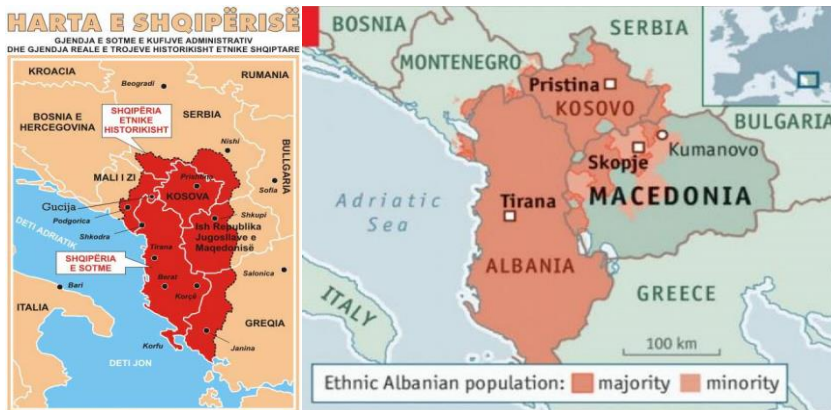 HARTA E SHQIPËRISË
GJENDJA E SOTME E KUFIJVE ADMINISTRATIV
DHE GJENDJA REALE E TROJEVE HISTORIKISHT ETNIKE SHQIPTARE
KROACIA
RUMANIA
Beogradi
BOSNIA E
HERCEGOVINA
SHQIPËRIA
ETNIKE
HISTORIKISHT
SERBIA
Nishi
BULLGARIA
MALI I ZI
Prishtina
KOSOVA
Sofia
Gucija
Podgorica
Shkupi
DETI ADRIATIK
Shkodra
Ish Republika
Jugosllave e
Maqedonisë
Tirana
SHQIPËRIA
E SOTME
Salonica
Bari
Berat
Korçë
ITALIA
GREQIA
Janina
Korfu
DETI JON
BOSNIA
SERBIA
MONTENEGRO
Pristina
KOSOVO
BULGARIA
Skopje
Kumanovo
Adriatic
Sea
Tirana
MACEDONIA
ALBANIA
ITALY
GREECE
100 km
Ethnic Albanian population: majority minority